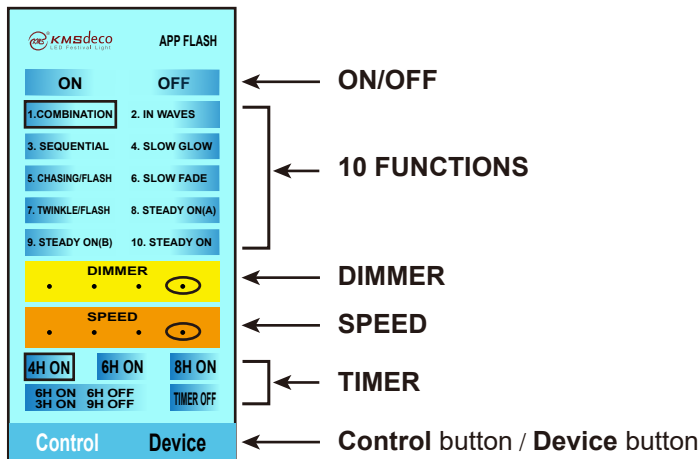 KMS KMSdeco APP FLASH
LED Festival Light
ON OFF
ON/OFF
1.COMBINATION 2. IN WAVES
3. SEQUENTIAL 4. SLOW GLOW
5. CHASING/FLASH 6. SLOW FADE
7. TWINKLE/FLASH 8. STEADY ON(A)
9. STEADY ON(B) 10. STEADY ON
10 FUNCTIONS
DIMMER
DIMMER
SPEED
SPEED
4H ON 6H ON 8H ON
6H ON 6H OFF
3H ON 9H OFF
TIMER OFF
TIMER
Control Device
Control button / Device button